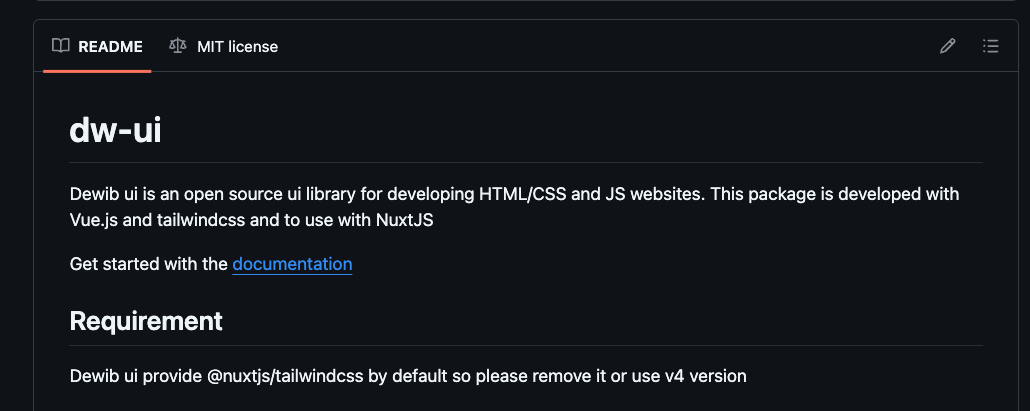 README
MIT license
dw-ui
Dewib ui is an open source ui library for developing HTML/CSS and JS websites. This package is developed with
Vue.js and tailwindcss and to use with NuxtJS
Get started with the documentation
Requirement
Dewib ui provide @nuxtjs/tailwindcss by default so please remove it or use v4 version